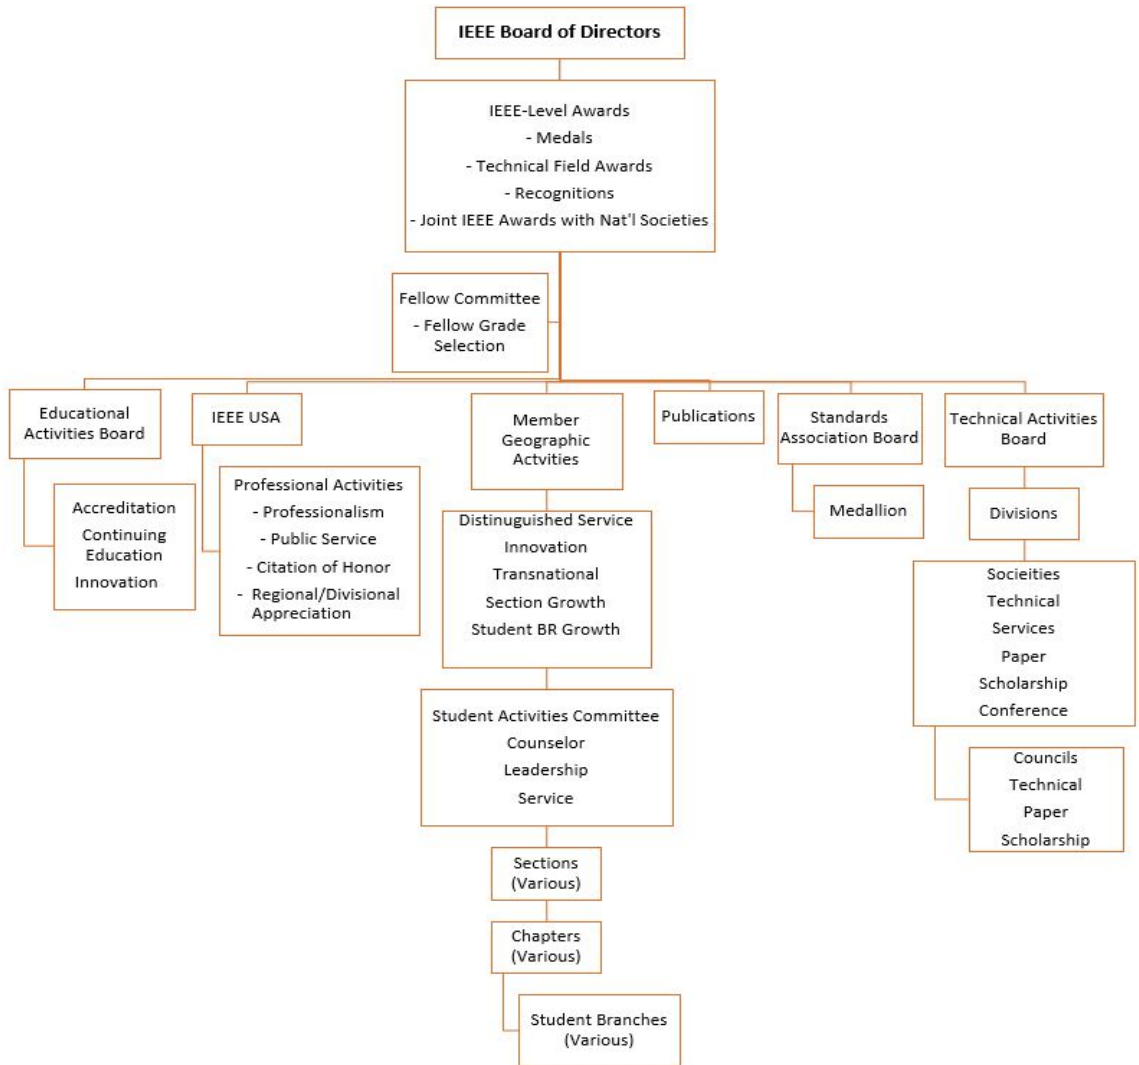 IEEE Board of Directors
IEEE-Level Awards
- Medals
- Technical Field Awards
- Recognitions
- Joint IEEE Awards with Nat'l Societies
Fellow Committee
- Fellow Grade
Selection
Educational
Activities Board
Accreditation
Continuing
Education
Innovation
IEEE USA
Professional Activities
- Professionalism
- Public Service
- Citation of Honor
- Regional/Divisional
Appreciation
Member
Geographic
Actvities
Distinuguished Service
Innovation
Transnational
Section Growth
Student BR Growth
Student Activities Committee
Counselor
Leadership
Service
Sections
(Various)
Chapters
(Various)
Student Branches
(Various)
Publications
Standards
Association Board
Medallion
Technical Activities
Board
Divisions
Socieities
Technical
Services
Paper
Scholarship
Conference
Councils
Technical
Paper
Scholarship